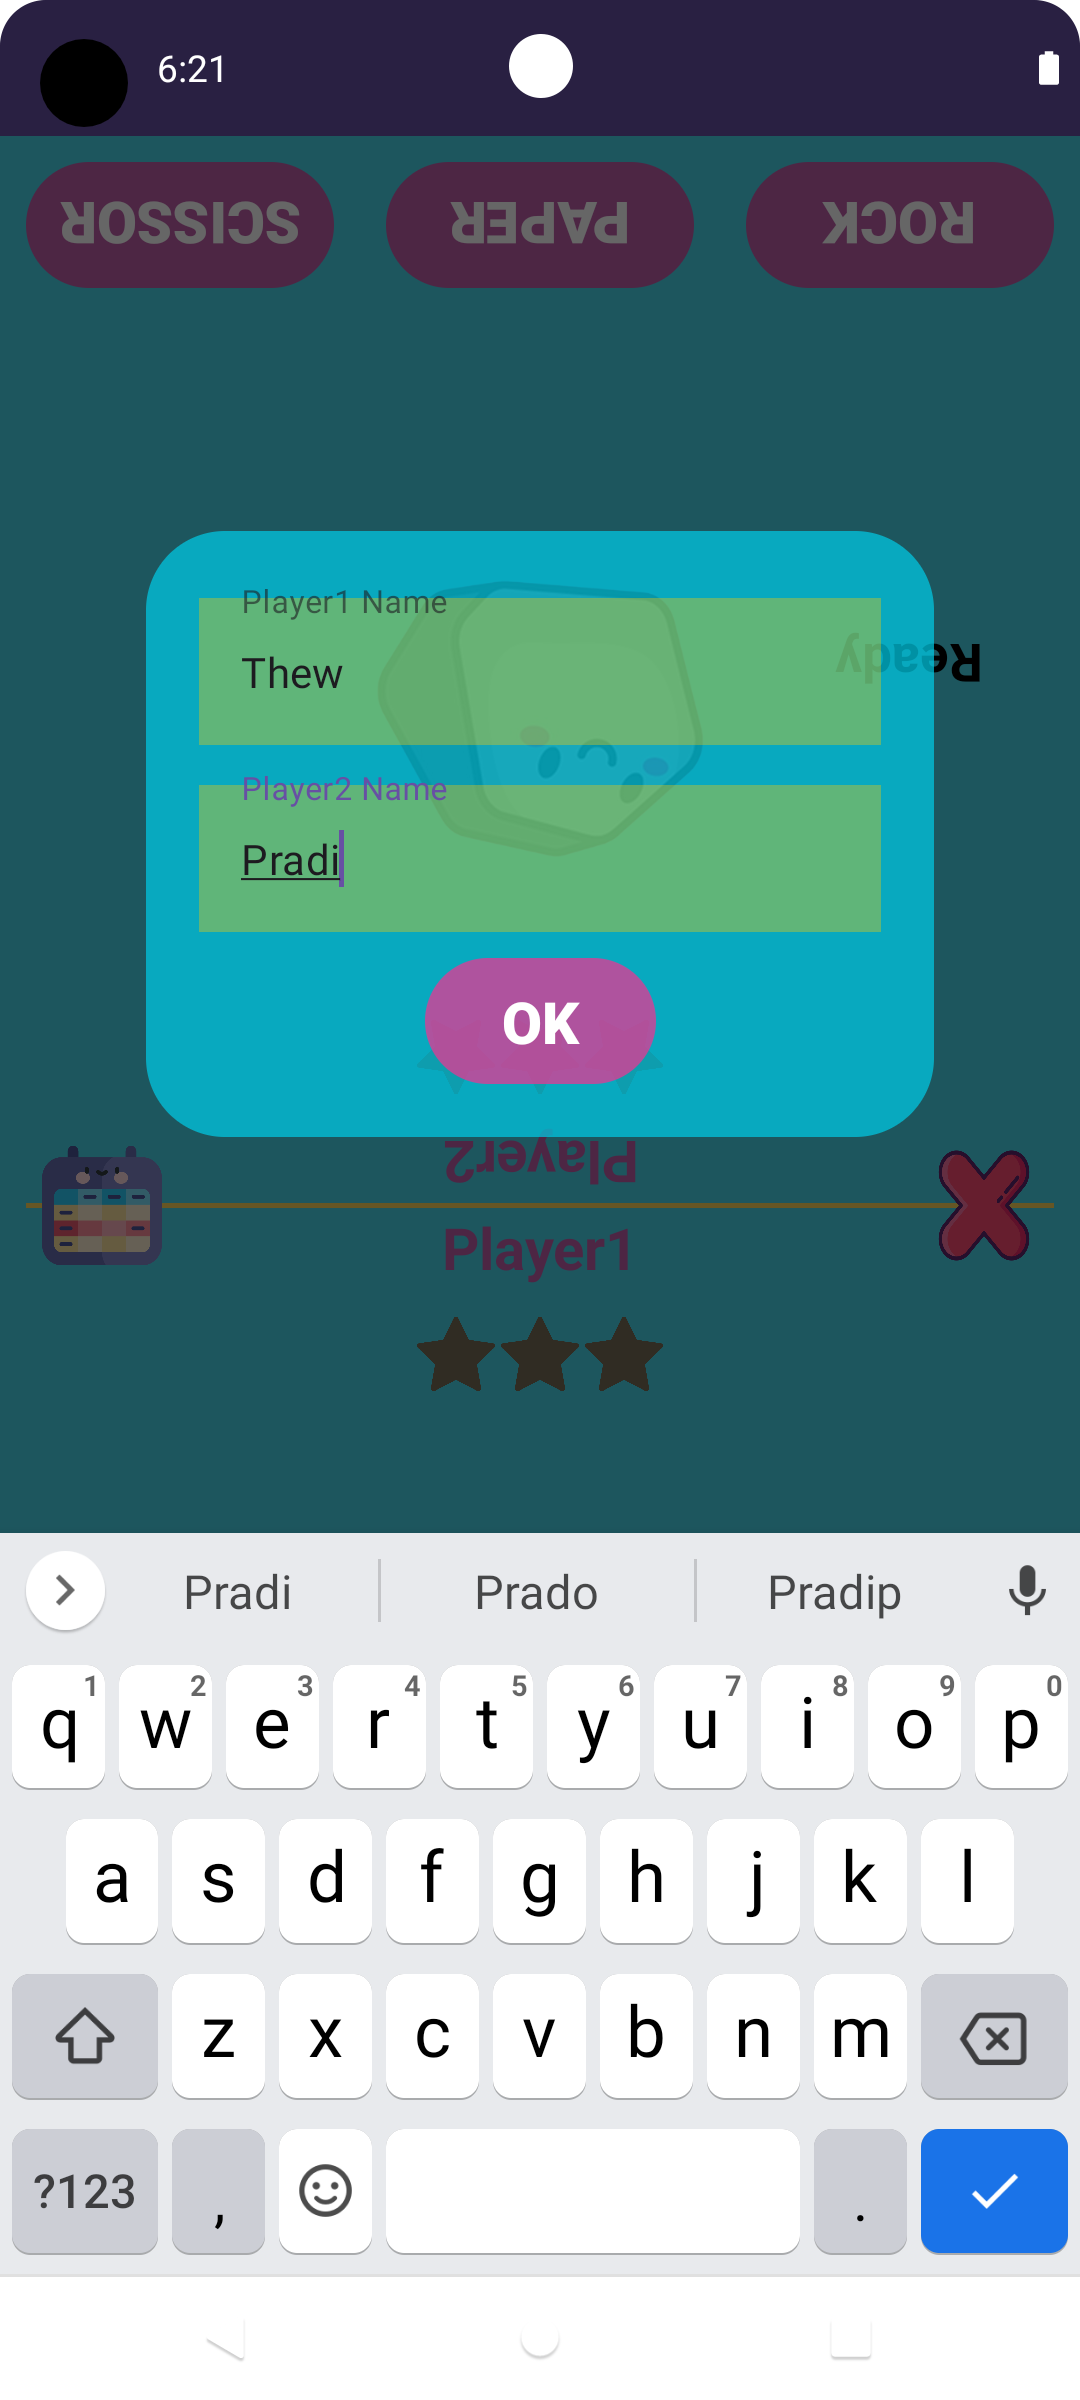 6:21
SCISSOR PAPER ROCK
Player1 Name
Thew
Ready
Player2 Name
Pradi
OK
Player2
Player1
Pradi Prado Pradip
1 2 3 4 5 6 7 8 9 0
q w e r t y u i o p
a s d f g h j k l
z x c v b n m
?123 , .